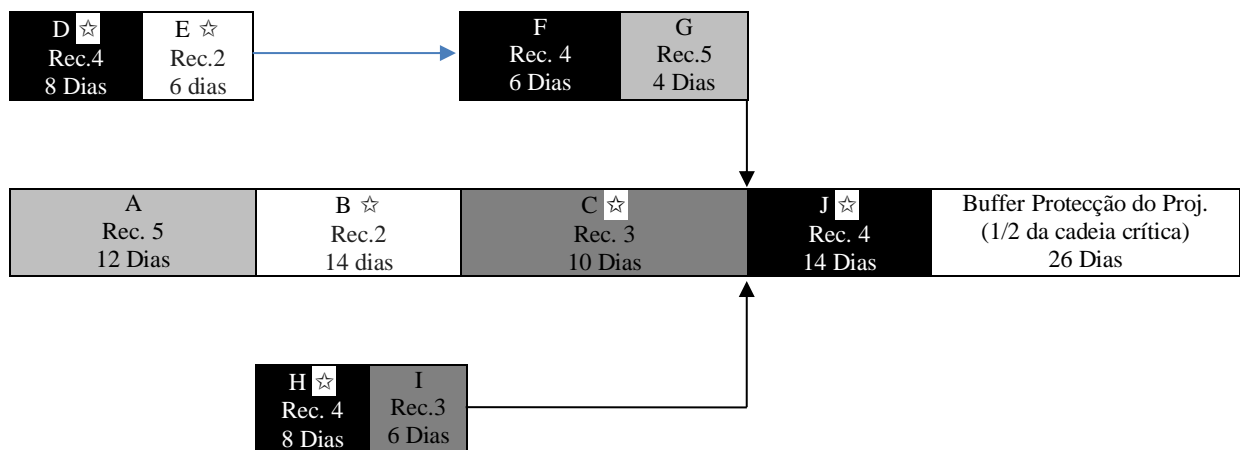 D ☆
Rec.4
8 Dias
E ☆
Rec.2
6 dias
F
Rec. 4
6 Dias
G
Rec.5
4 Dias
A
Rec. 5
12 Dias
B ☆
Rec.2
14 dias
C ☆
Rec. 3
10 Dias
J ☆
Rec. 4
14 Dias
Buffer Protecção do Proj.
(1/2 da cadeia crítica)
26 Dias
H ☆
Rec. 4
8 Dias
I
Rec.3
6 Dias